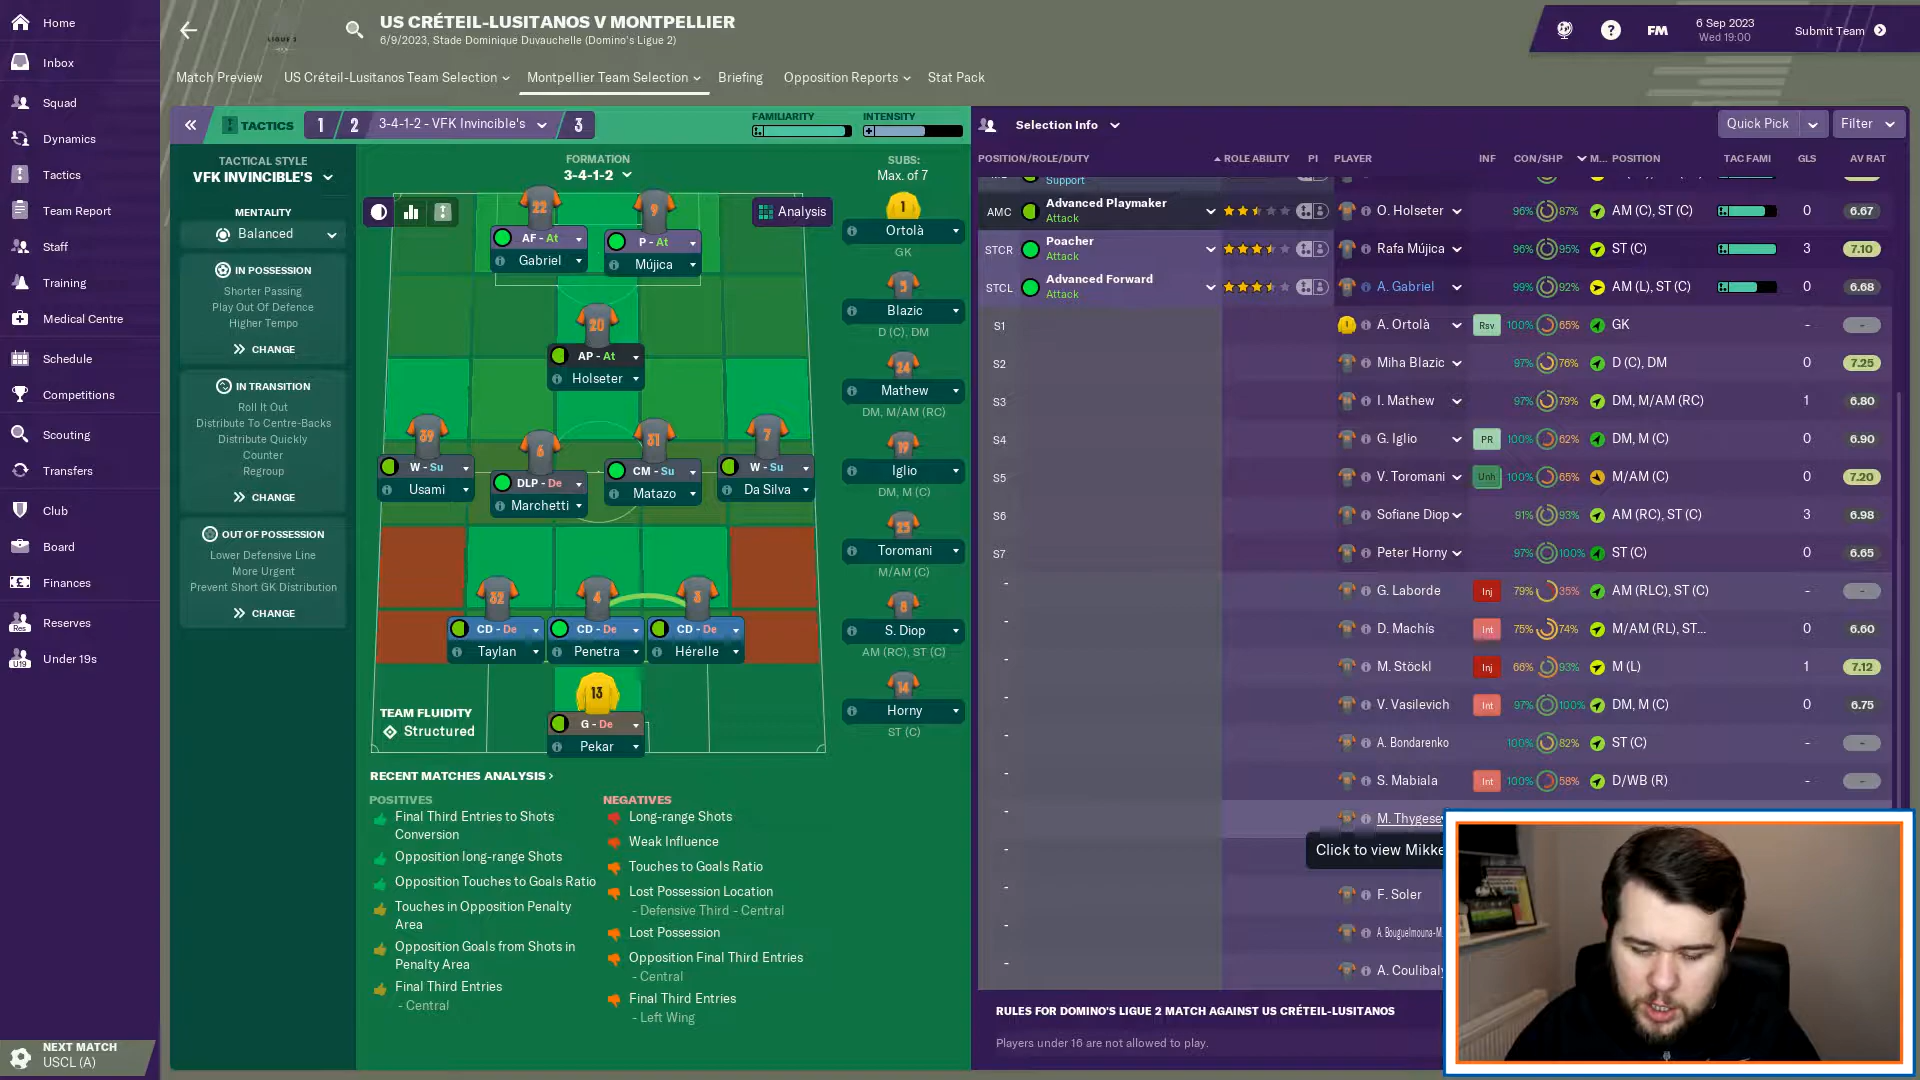 Home
Inbox
Squad
Dynamics
Tactics
Team Report
Staff
Training
Medical Centre
Schedule
Competitions
Scouting
Transfers
Club
Board
Finances
Reserves
Under 19s
NEXT MATCH
USCL (A)
US CRÉTEIL-LUSITANOS V MONTPELLIER
6/9/2023, Stade Dominique Duvauchelle (Domino's Ligue 2)
6 Sep 2023
Wed 19:00
FM
Submit Team
Match Preview
US Créteil-Lusitanos Team Selection
Montpellier Team Selection
Briefing
Opposition Reports
Stat Pack
TACTICS
1
2
3-4-1-2 - VFK Invincible's
3
FAMILIARITY
INTENSITY
TACTICAL STYLE
VFK INVINCIBLE'S
MENTALITY
Balanced
IN POSSESSION
Shorter Passing
Play Out Of Defence
Higher Tempo
CHANGE
IN TRANSITION
Roll It Out
Distribute To Centre-Backs
Distribute Quickly
Counter
Regroup
CHANGE
OUT OF POSSESSION
Lower Defensive Line
More Urgent
Prevent Short GK Distribution
CHANGE
FORMATION
3-4-1-2
Analysis
22
AF - At
Gabriel
9
P - At
Mújica
20
AP - At
Holseter
39
W - Su
Usami
6
DLP - De
Marchetti
31
CM - Su
Matazo
7
W - Su
Da Silva
32
CD - De
Taylan
4
CD - De
Penetra
3
CD - De
Hérelle
13
G - De
Pekar
TEAM FLUIDITY
Structured
SUBS:
Max. of 7
1
Ortolà
GK
Blazic
D (C), DM
24
Mathew
DM, M/AM (RC)
19
Iglio
DM, M (C)
Toromani
M/AM (C)
8
S. Diop
AM (RC), ST (C)
14
Horny
ST (C)
RECENT MATCHES ANALYSIS
POSITIVES
Final Third Entries to Shots Conversion
Opposition long-range Shots
Opposition Touches to Goals Ratio
Touches in Opposition Penalty Area
Opposition Goals from Shots in Penalty Area
Final Third Entries
- Central
NEGATIVES
Long-range Shots
Weak Influence
Touches to Goals Ratio
Lost Possession Location
- Defensive Third - Central
Lost Possession
Opposition Final Third Entries
- Central
Final Third Entries
- Left Wing
Selection Info
Quick Pick
Filter
POSITION/ROLE/DUTY ROLE ABILITY PI PLAYER INF CON/SHP M... POSITION TAC FAMI GLS AV RAT
Support
AMC Advanced Playmaker Attack O. Holseter 96% 87% AM (C), ST (C) 0 6.67
STCR Poacher Attack Rafa Mújica 96% 95% ST (C) 3 7.10
STCL Advanced Forward Attack A. Gabriel 99% 92% AM (L), ST (C) 0 6.68
S1 A. Ortolà Rsv 100% 65% GK - -
S2 Miha Blazic 97% 76% D (C), DM 0 7.25
S3 I. Mathew 97% 79% DM, M/AM (RC) 1 6.80
S4 G. Iglio PR 100% 62% DM, M (C) 0 6.90
S5 V. Toromani Unh 100% 65% M/AM (C) 0 7.20
S6 Sofiane Diop 91% 93% AM (RC), ST (C) 3 6.98
S7 Peter Horny 97% 100% ST (C) 0 6.65
- G. Laborde Inj 79% 35% AM (RLC), ST (C) - -
- D. Machís Int 75% 74% M/AM (RL), ST... 0 6.60
- M. Stöckl Inj 66% 93% M (L) 1 7.12
- V. Vasilevich Int 97% 100% DM, M (C) 0 6.75
- A. Bondarenko 100% 82% ST (C) - -
- S. Mabiala Int 100% 58% D/WB (R) - -
- M. Thygese
Click to view Mikke
- F. Soler
- A. Bouguelmouna-M.
- A. Coulibaly
RULES FOR DOMINO'S LIGUE 2 MATCH AGAINST US CRÉTEIL-LUSITANOS
Players under 16 are not allowed to play.